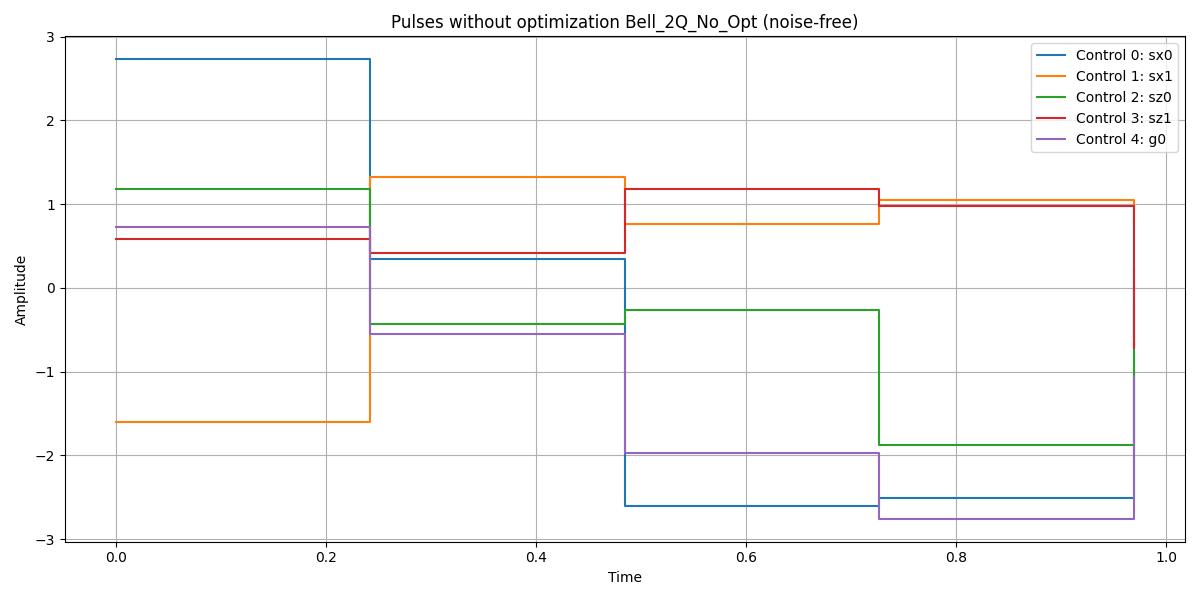 Pulses without optimization Bell_2Q_No_Opt (noise-free)
Control 0: sx0
Control 1: sx1
Control 2: sz0
Control 3: sz1
Control 4: g0
Amplitude
3
2
1
0
−1
−2
−3
0.0
0.2
0.4
0.6
0.8
1.0
Time